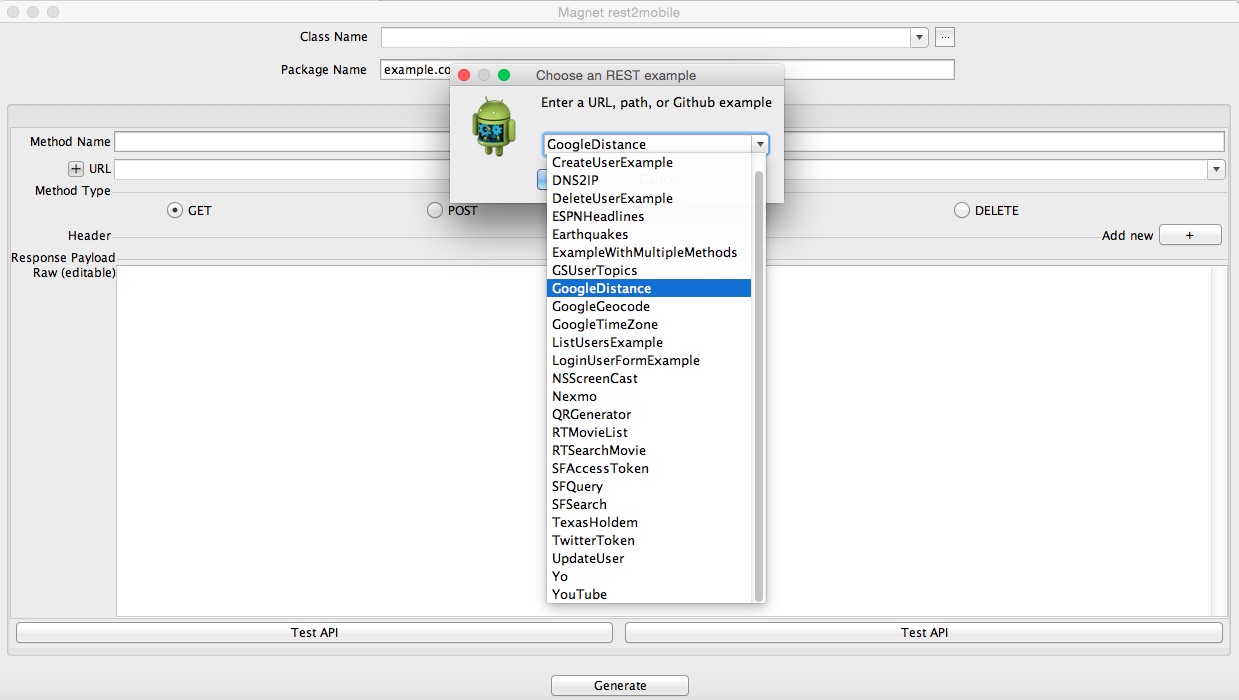 Magnet rest2mobile
Class Name
...
Package Name example.co
Choose an REST example
Enter a URL, path, or Github example
GoogleDistance
CreateUserExample
DNS2IP
DeleteUserExample
ESPNHeadlines
Earthquakes
ExampleWithMultipleMethods
GSUserTopics
GoogleDistance
GoogleGeocode
GoogleTimeZone
ListUsersExample
LoginUserFormExample
NSScreenCast
Nexmo
QRGenerator
RTMovieList
RTSearchMovie
SFAccessToken
SFQuery
SFSearch
TexasHoldem
TwitterToken
UpdateUser
Yo
YouTube
Method Name
+ URL
Method Type
GET POST DELETE
Header Add new +
Response Payload
Raw (editable)
Test API Test API
Generate